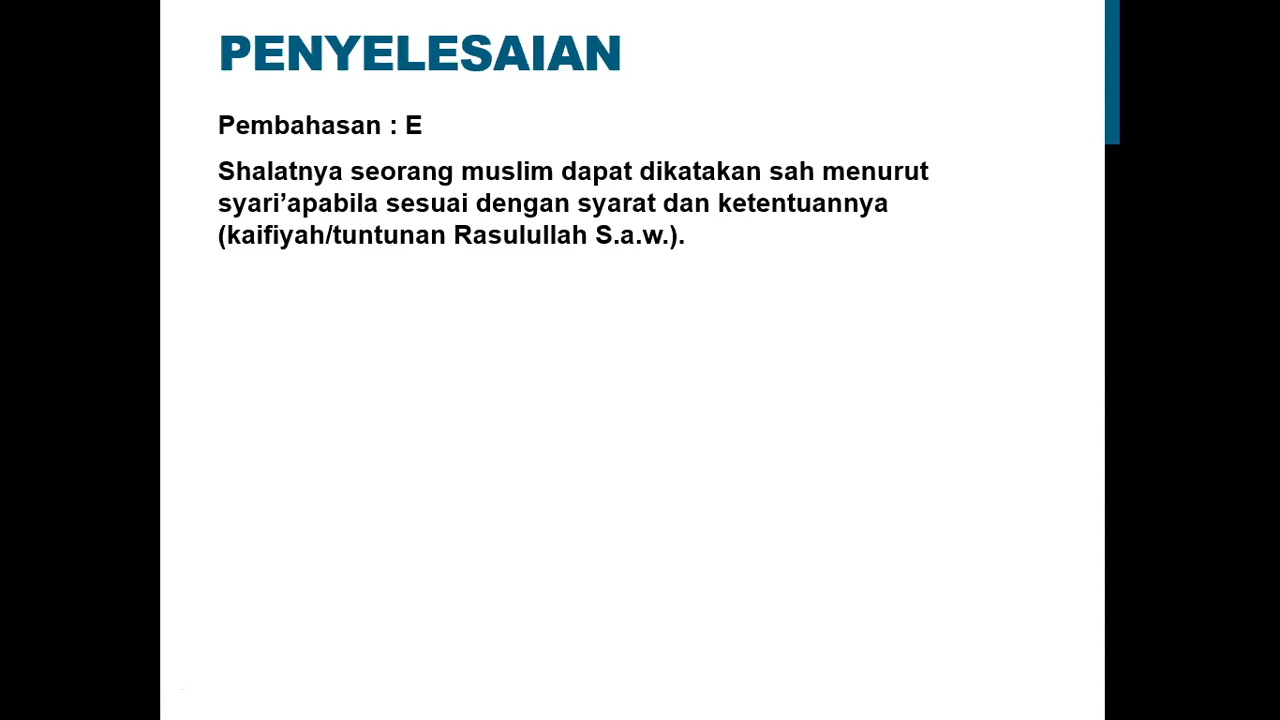 PENYELESAIAN
Pembahasan : E
Shalatnya seorang muslim dapat dikatakan sah menurut
syari’apabila sesuai dengan syarat dan ketentuannya
(kaifiyah/tuntunan Rasulullah S.a.w.).